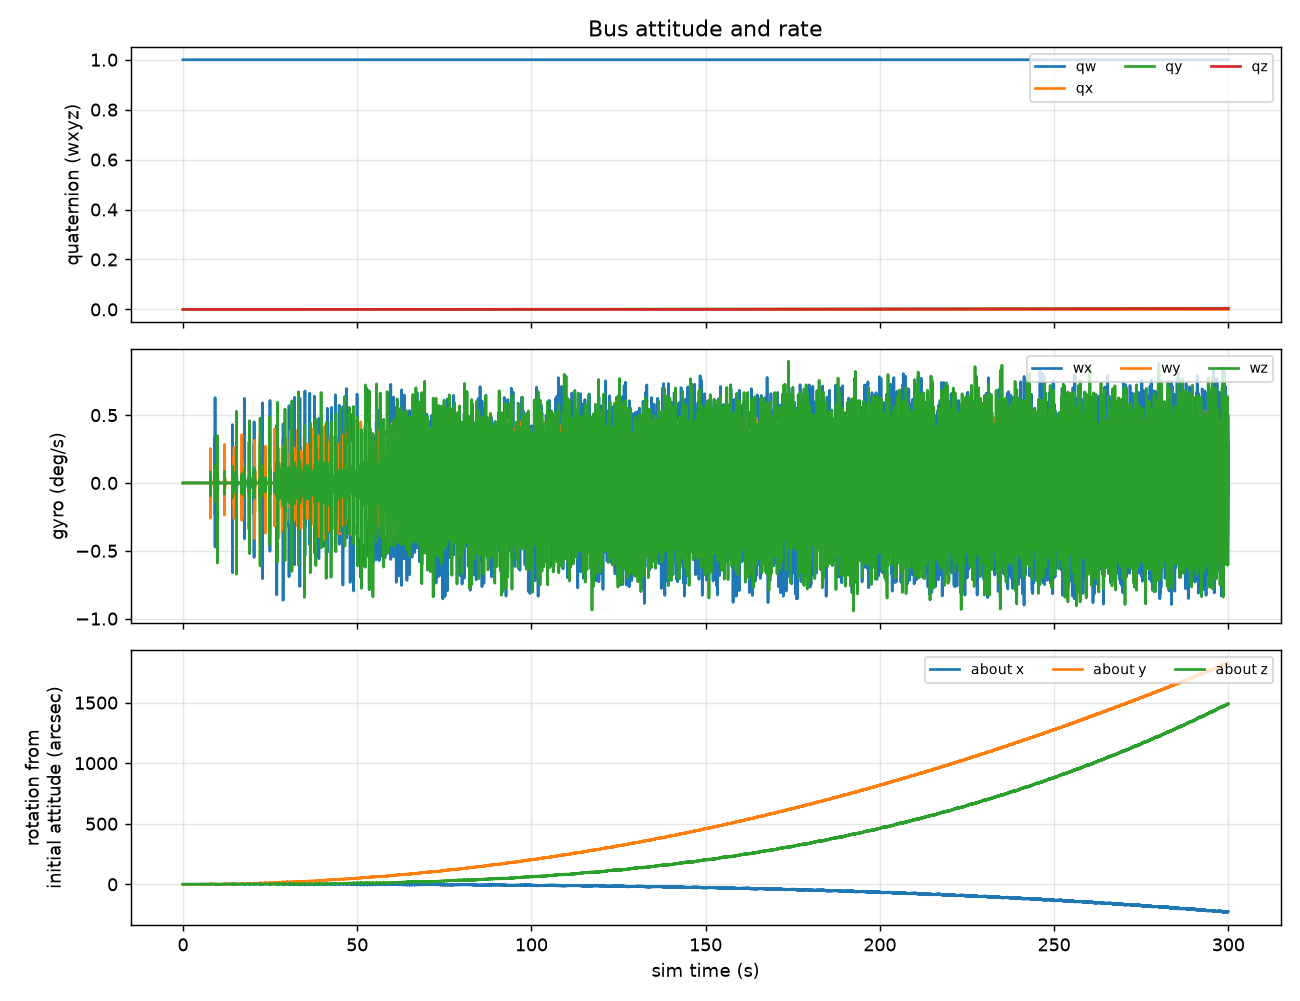 Bus attitude and rate
quaternion (wxyz)
1.0
0.8
0.6
0.4
0.2
0.0
qw qy qz
qx
gyro (deg/s)
0.5
0.0
−0.5
−1.0
wx wy wz
rotation from
initial attitude (arcsec)
1500
1000
500
0
about x about y about z
0 50 100 150 200 250 300
sim time (s)